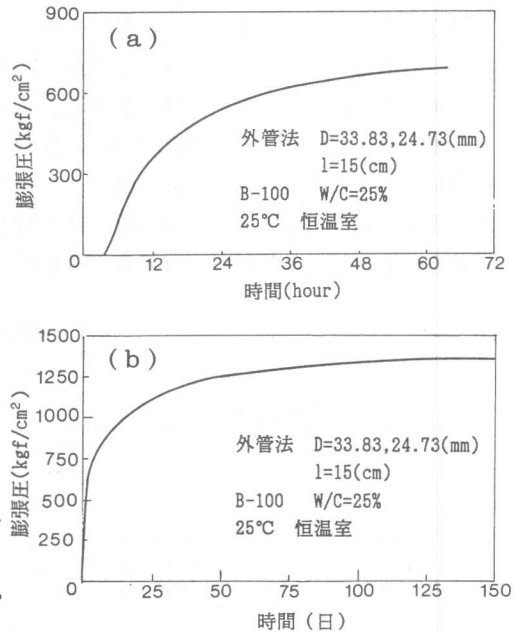 (a)
膨張圧(kgf/cm²)
900
600
300
0
外管法 D=33.83,24.73(mm)
l=15(cm)
B-100 W/C=25%
25℃ 恒温室
12 24 36 48 60 72
時間(hour)
(b)
膨張圧(kgf/cm²)
1500
1250
1000
750
500
250
0
外管法 D=33.83,24.73(mm)
l=15(cm)
B-100 W/C=25%
25℃ 恒温室
25 50 75 100 125 150
時間(日)